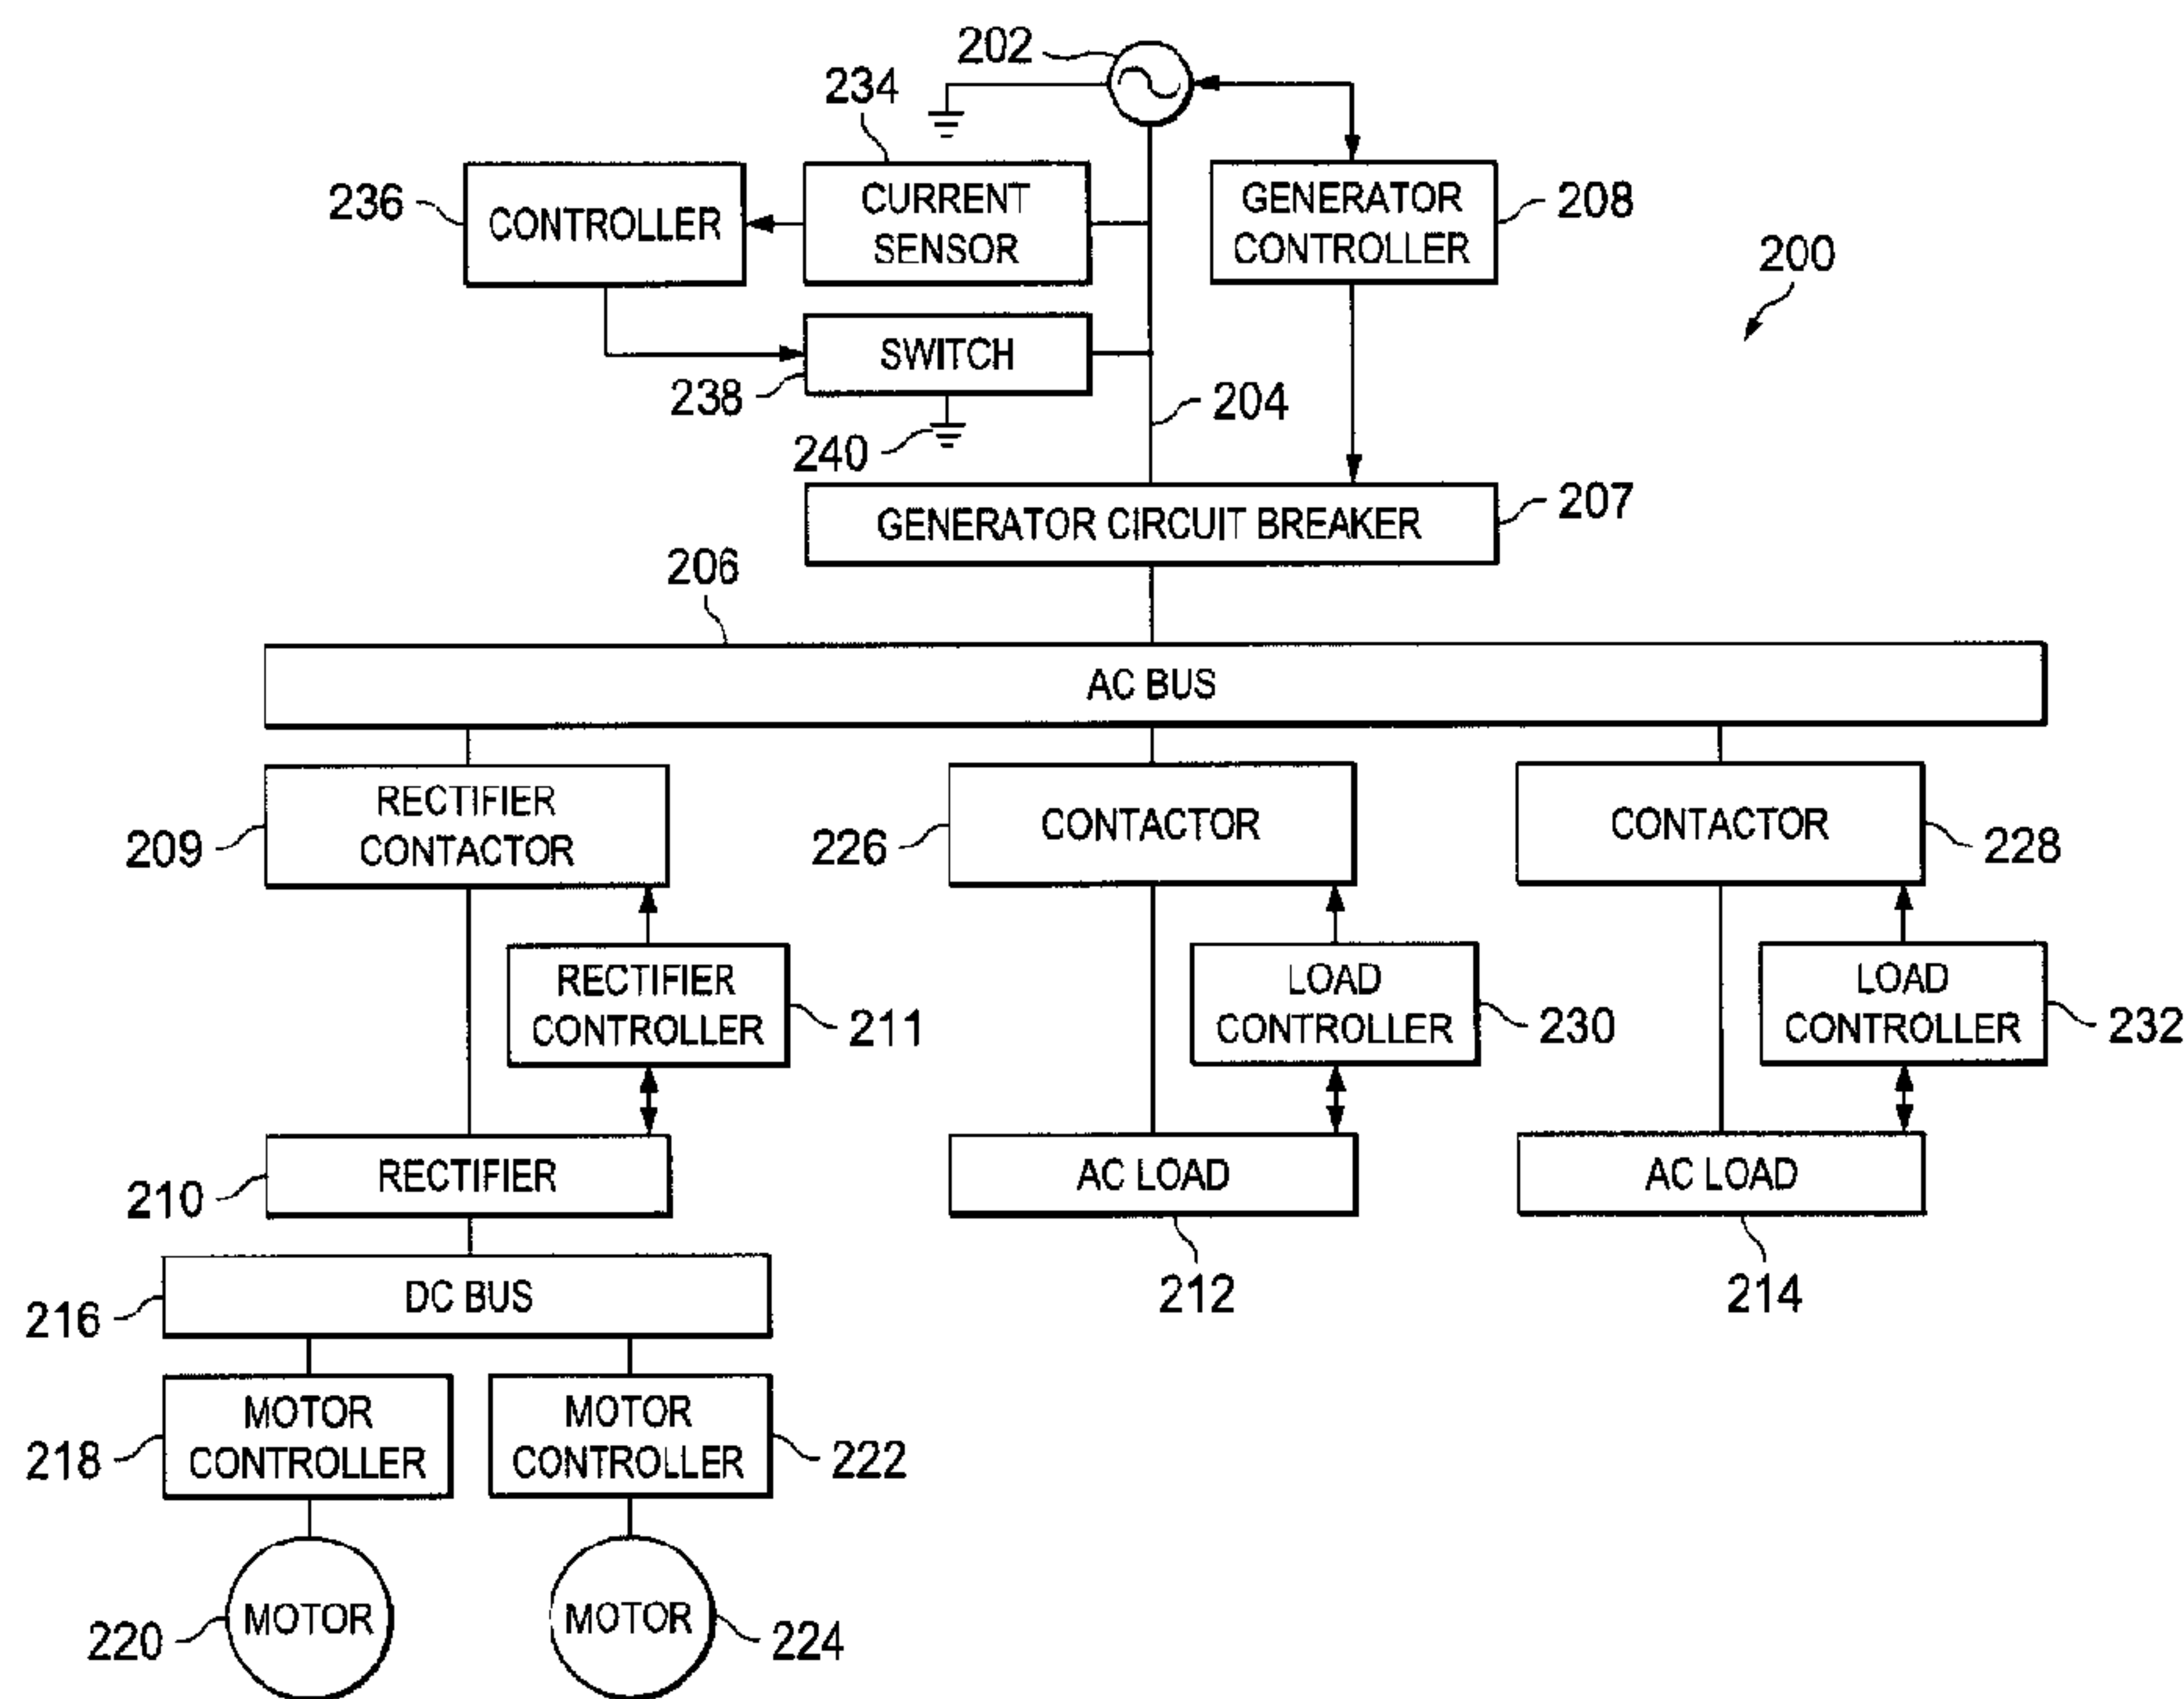 202
234
236
CONTROLLER
CURRENT
SENSOR
GENERATOR
CONTROLLER
208
200
SWITCH
238
240
204
GENERATOR CIRCUIT BREAKER
207
206
AC BUS
RECTIFIER
CONTACTOR
209
CONTACTOR
226
CONTACTOR
228
RECTIFIER
CONTROLLER
211
LOAD
CONTROLLER
230
LOAD
CONTROLLER
232
RECTIFIER
210
AC LOAD
212
AC LOAD
214
DC BUS
216
MOTOR
CONTROLLER
218
MOTOR
CONTROLLER
222
MOTOR
220
MOTOR
224